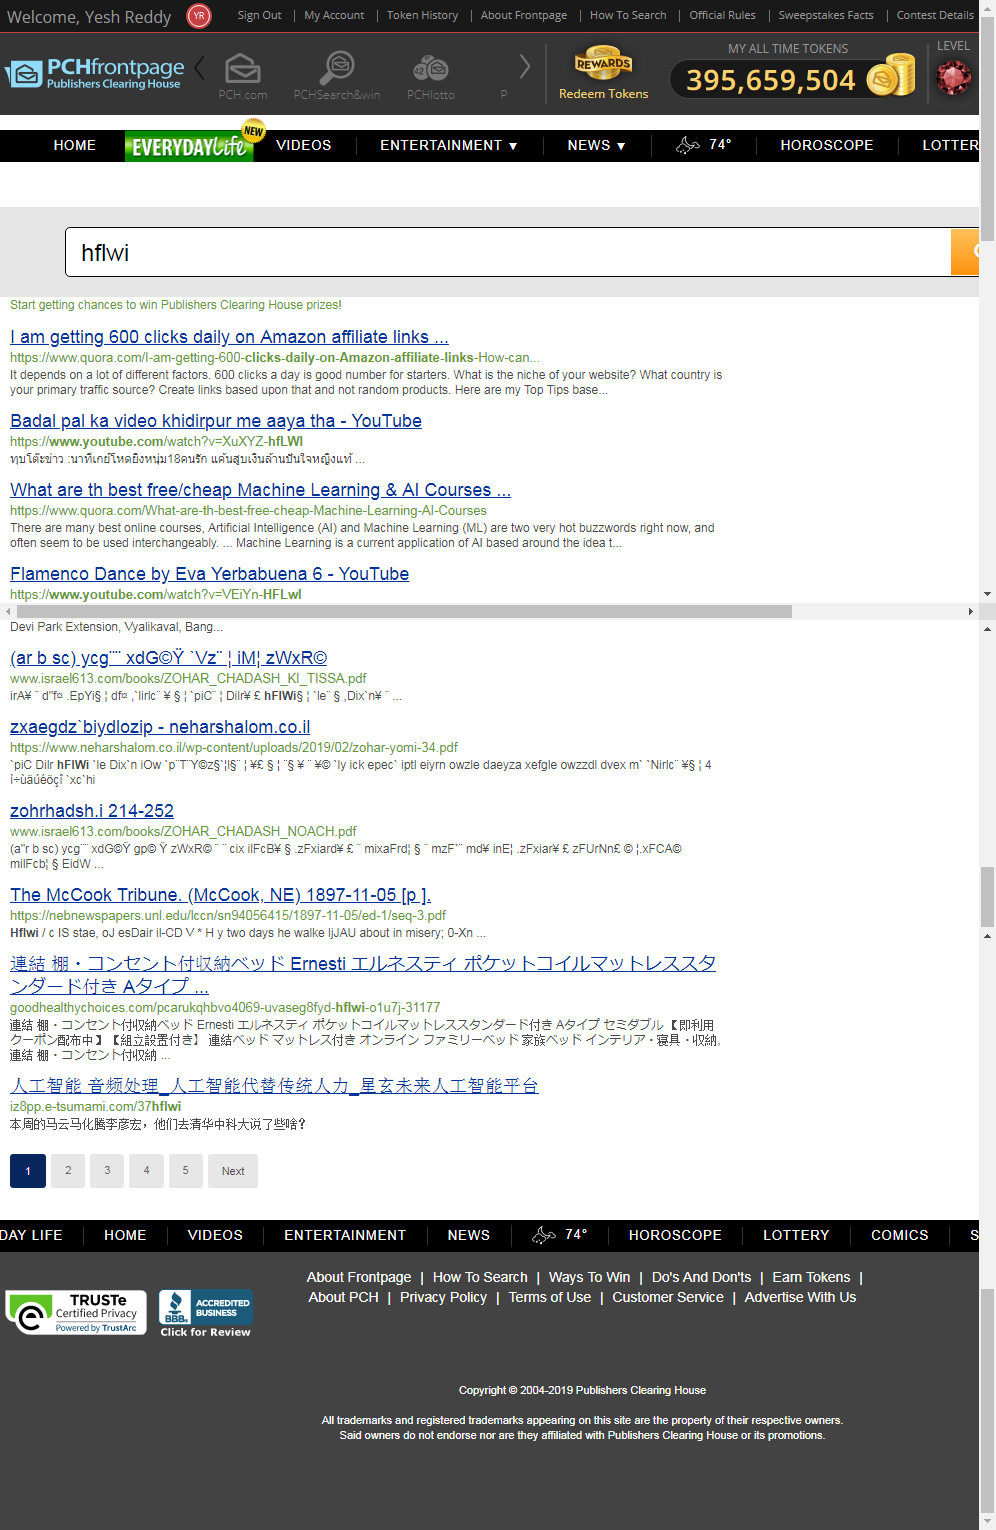 Welcome, Yesh Reddy YR Sign Out | My Account | Token History | About Frontpage | How To Search | Official Rules | Sweepstakes Facts | Contest Details
PCHfrontpage
Publishers Clearing House
PCH.com PCHSearch&win 42 PCHlotto P
REWARDS
Redeem Tokens
MY ALL TIME TOKENS
395,659,504
LEVEL
HOME EVERYDAY Life NEW VIDEOS ENTERTAINMENT ▼ NEWS ▼ 74° HOROSCOPE LOTTER
hflwi
Start getting chances to win Publishers Clearing House prizes!
I am getting 600 clicks daily on Amazon affiliate links ...
https://www.quora.com/I-am-getting-600-clicks-daily-on-Amazon-affiliate-links-How-can...
It depends on a lot of different factors. 600 clicks a day is good number for starters. What is the niche of your website? What country is
your primary traffic source? Create links based upon that and not random products. Here are my Top Tips base...
Badal pal ka video khidirpur me aaya tha - YouTube
https://www.youtube.com/watch?v=XuXYZ-hfLWI
ทุบโต๊ะข่าว :นาทีเกย์โหดยิงหนุ่ม18คนรัก แค้นสูบเงินล้านปันใจหญิงแท้ ...
What are th best free/cheap Machine Learning & AI Courses ...
https://www.quora.com/What-are-th-best-free-cheap-Machine-Learning-AI-Courses
There are many best online courses, Artificial Intelligence (AI) and Machine Learning (ML) are two very hot buzzwords right now, and
often seem to be used interchangeably. ... Machine Learning is a current application of AI based around the idea t...
Flamenco Dance by Eva Yerbabuena 6 - YouTube
https://www.youtube.com/watch?v=VEiYn-HFLwI
Devi Park Extension, Vyalikaval, Bang...
(ar b sc) ycg¨¨ xdG©Ÿ `Vz¨ ¦ iM¦ zWxR©
www.israel613.com/books/ZOHAR_CHADASH_KI_TISSA.pdf
irA¥ ¨ d"f¤ .EpYi§ ¦ df¤ ,`lirlc¨ ¥ § ¦ `piC¨ ¦ Dilr¥ £ hFlWi§ ¦ `le¨ § ,Dix`n¥ ¨ ...
zxaegdz`biydlozip - neharshalom.co.il
https://www.neharshalom.co.il/wp-content/uploads/2019/02/zohar-yomi-34.pdf
`piC Dilr hFlWi `le Dix`n iOw `p¨T¨Y©z§`¦l§¨ ¦ ¥£ § ¦ ¨§ ¥ ¨ ¥© `ly ick epec` iptl eiyrn owzle daeyza xefgle owzzdl dvex m` `Nirlc¨ ¥§ ¦ 4
ì÷ùäúéöçî `xc`hi
zohrhadsh.i 214-252
www.israel613.com/books/ZOHAR_CHADASH_NOACH.pdf
(a"r b sc) ycg¨¨ xdG©Ÿ gp© Ÿ zWxR© ¨ ¨ cix ilFcB¥ § .zFxiard¥ £ ¨ mixaFrd¦ § ¨ mzF`¨ md¥ inE¦ .zFxiar¥ £ zFUrNn£ © ¦.xFCA©
milFcb¦ § EidW ...
The McCook Tribune. (McCook, NE) 1897-11-05 [p ].
https://nebnewspapers.unl.edu/lccn/sn94056415/1897-11-05/ed-1/seq-3.pdf
Hflwi / c IS stae, oJ esDair il-CD V * H y two days he walke ljJAU about in misery; 0-Xn ...
連結 棚・コンセント付収納ベッド Ernesti エルネスティ ポケットコイルマットレススタ
ンダード付き Aタイプ ...
goodhealthychoices.com/pcarukqhbvo4069-uvaseg8fyd-hflwi-o1u7j-31177
連結 棚・コンセント付収納ベッド Ernesti エルネスティ ポケットコイルマットレススタンダード付き Aタイプ セミダブル 【即利用
クーポン配布中】【組立設置付き】 連結ベッド マットレス付き オンライン ファミリーベッド 家族ベッド インテリア・寝具・収納,
連結 棚・コンセント付収納 ...
人工智能 音频处理_人工智能代替传统人力_星玄未来人工智能平台
iz8pp.e-tsumami.com/37hflwi
本周的马云马化腾李彦宏，他们去清华中科大说了些啥?
1 2 3 4 5 Next
DAY LIFE HOME VIDEOS ENTERTAINMENT NEWS 74° HOROSCOPE LOTTERY COMICS S
About Frontpage | How To Search | Ways To Win | Do's And Don'ts | Earn Tokens |
About PCH | Privacy Policy | Terms of Use | Customer Service | Advertise With Us
TRUSTe
Certified Privacy
Powered by TrustArc
BBB ACCREDITED BUSINESS
Click for Review
Copyright © 2004-2019 Publishers Clearing House
All trademarks and registered trademarks appearing on this site are the property of their respective owners.
Said owners do not endorse nor are they affiliated with Publishers Clearing House or its promotions.